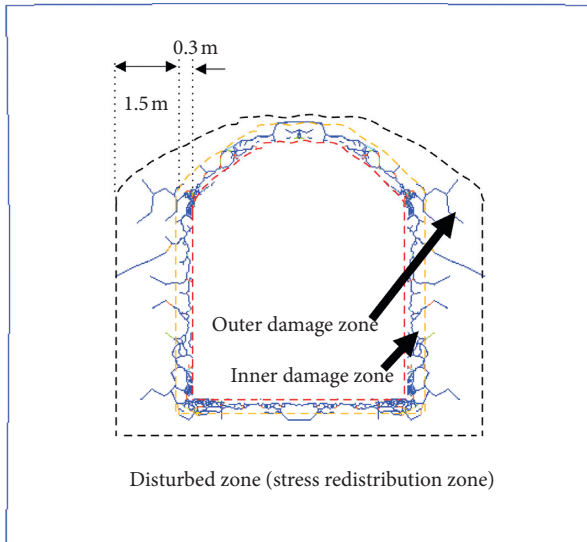 0.3 m
1.5 m
Outer damage zone
Inner damage zone
Disturbed zone (stress redistribution zone)